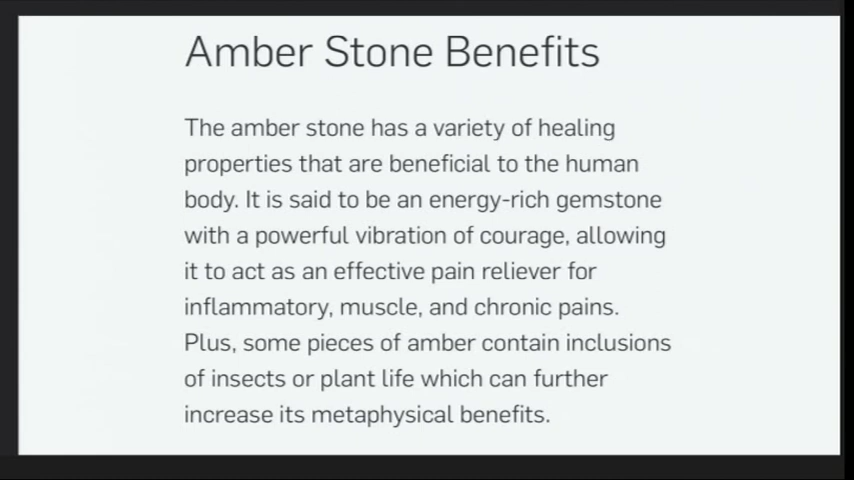 Amber Stone Benefits
The amber stone has a variety of healing
properties that are beneficial to the human
body. It is said to be an energy-rich gemstone
with a powerful vibration of courage, allowing
it to act as an effective pain reliever for
inflammatory, muscle, and chronic pains.
Plus, some pieces of amber contain inclusions
of insects or plant life which can further
increase its metaphysical benefits.